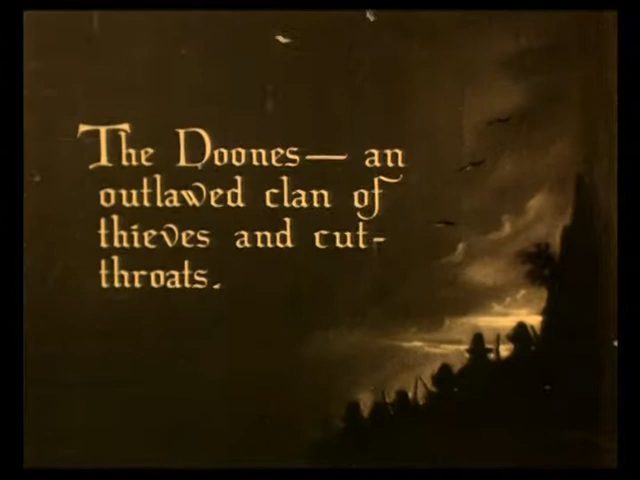 The Doones— an
outlawed clan of
thieves and cut-
throats.